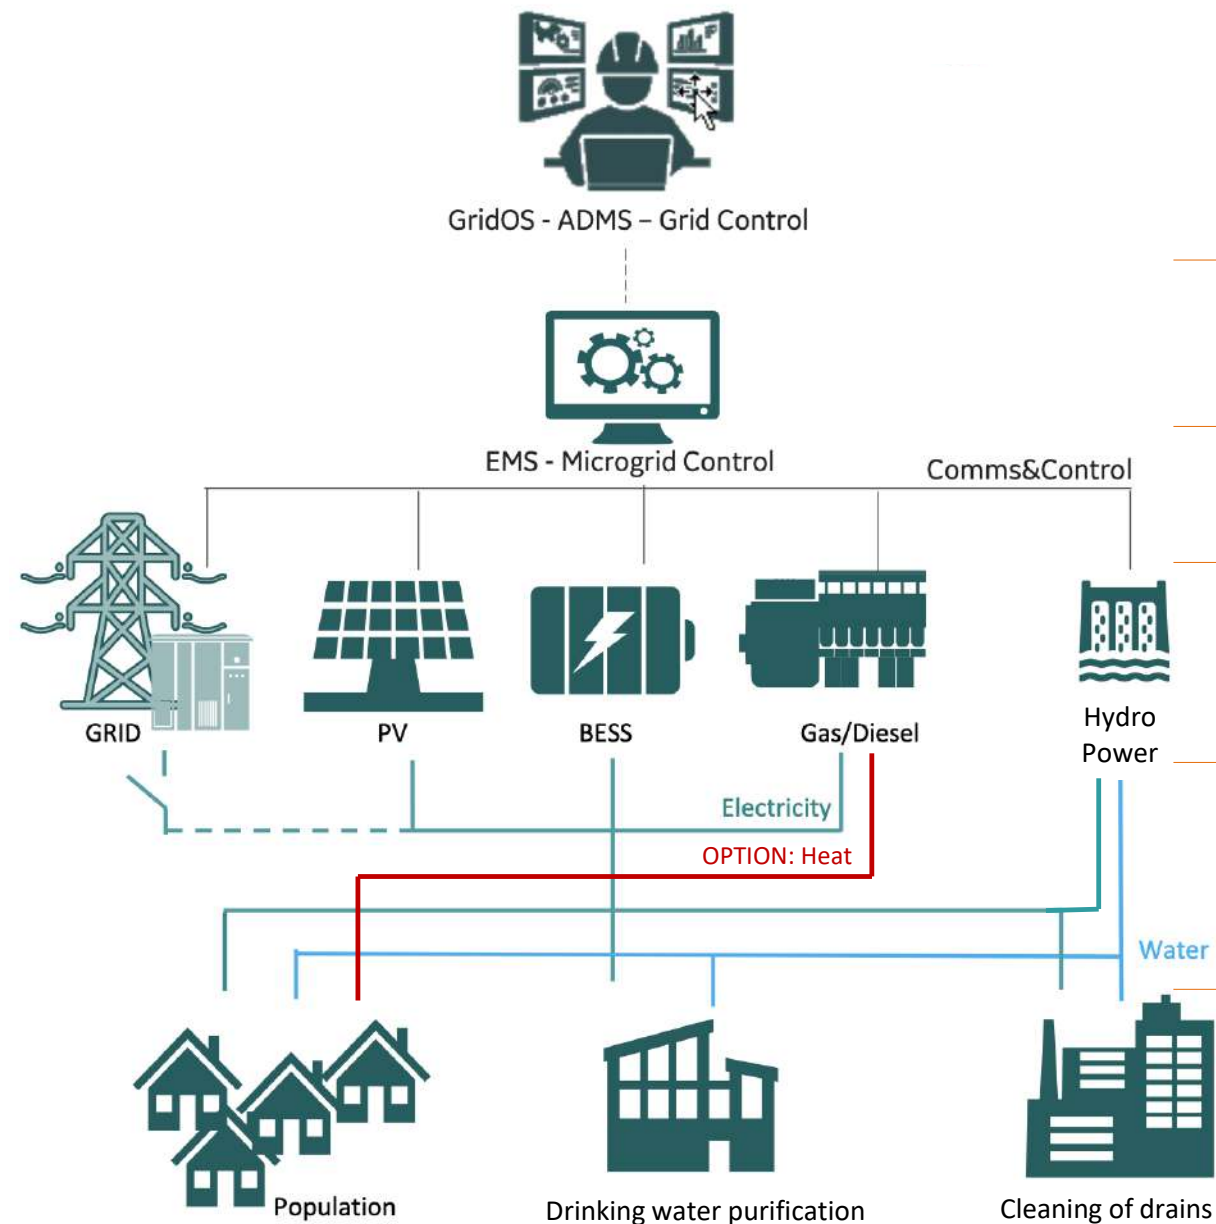 GridOS - ADMS – Grid Control
EMS - Microgrid Control
Comms&Control
GRID
PV
BESS
Gas/Diesel
Hydro
Power
Electricity
OPTION: Heat
Water
Population
Drinking water purification
Cleaning of drains